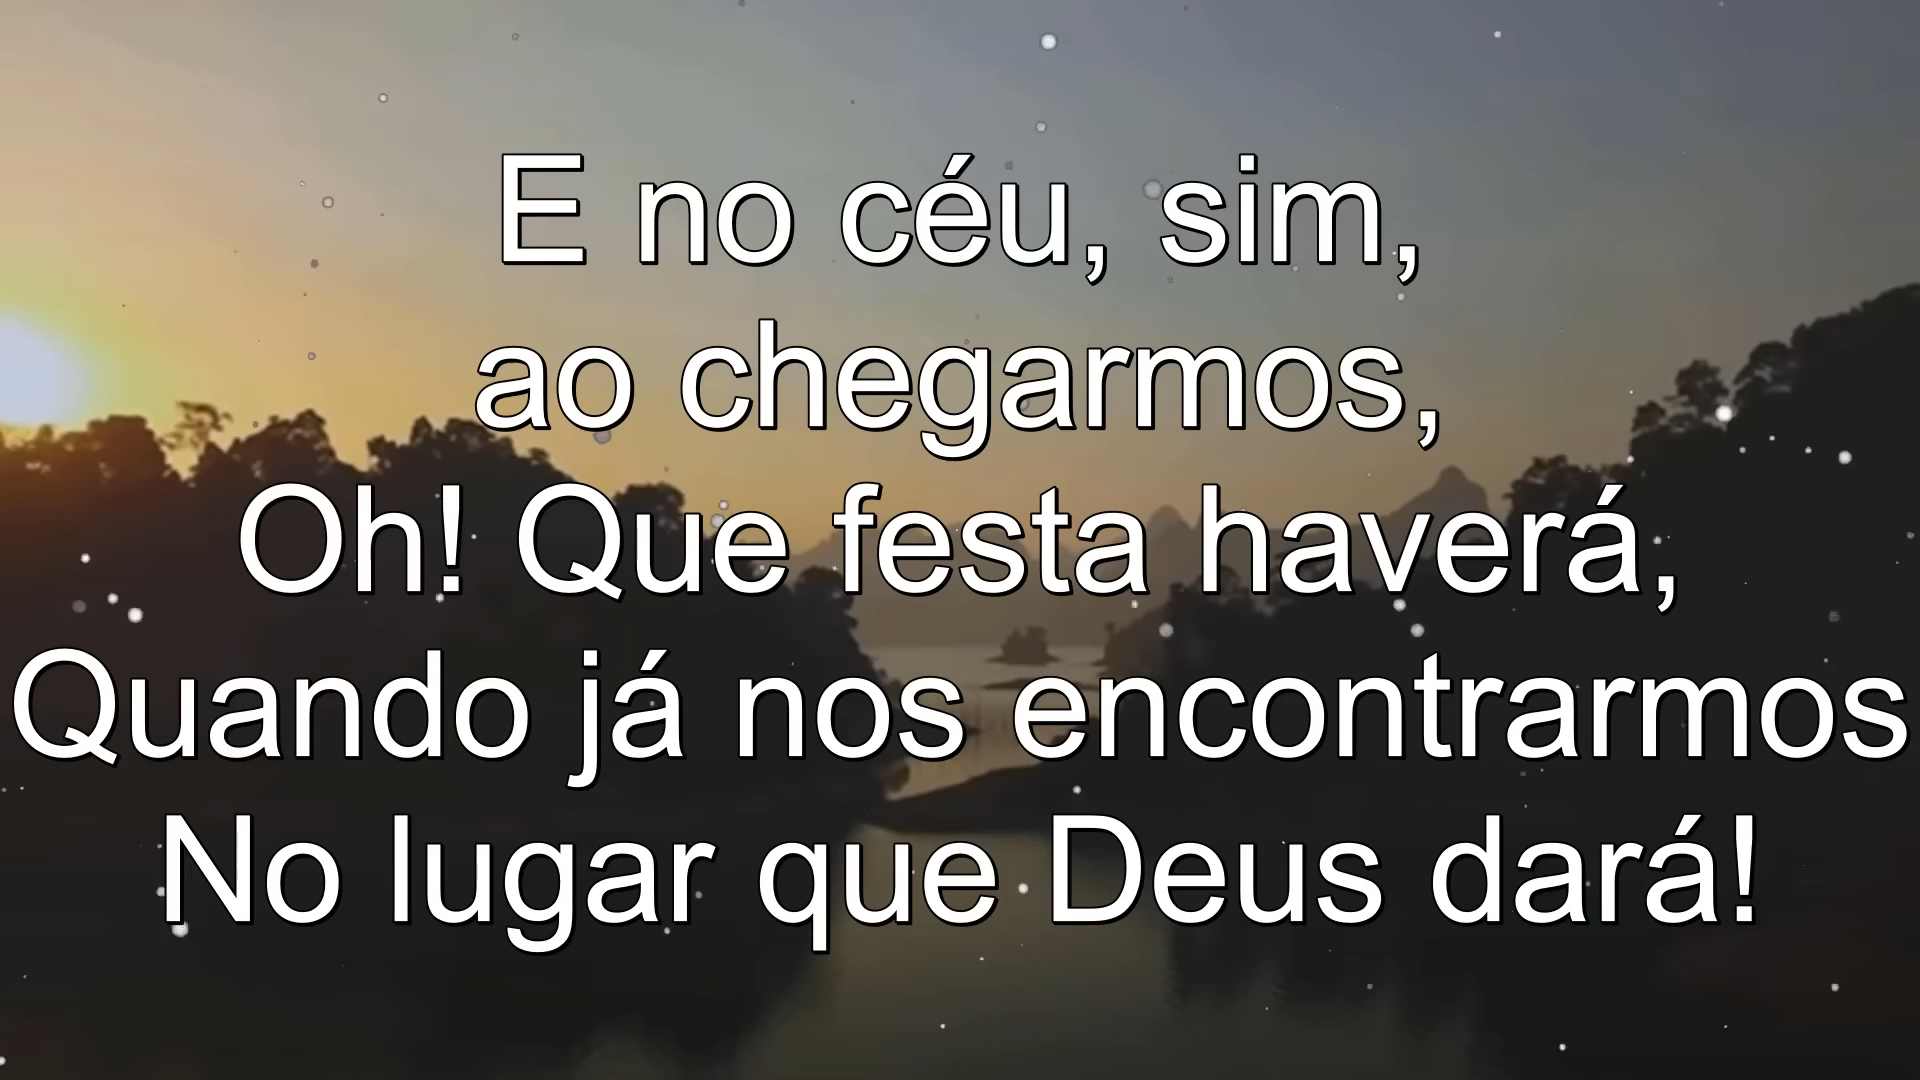 E no céu, sim,
ao chegarmos,
Oh! Que festa haverá,
Quando já nos encontrarmos
No lugar que Deus dará!